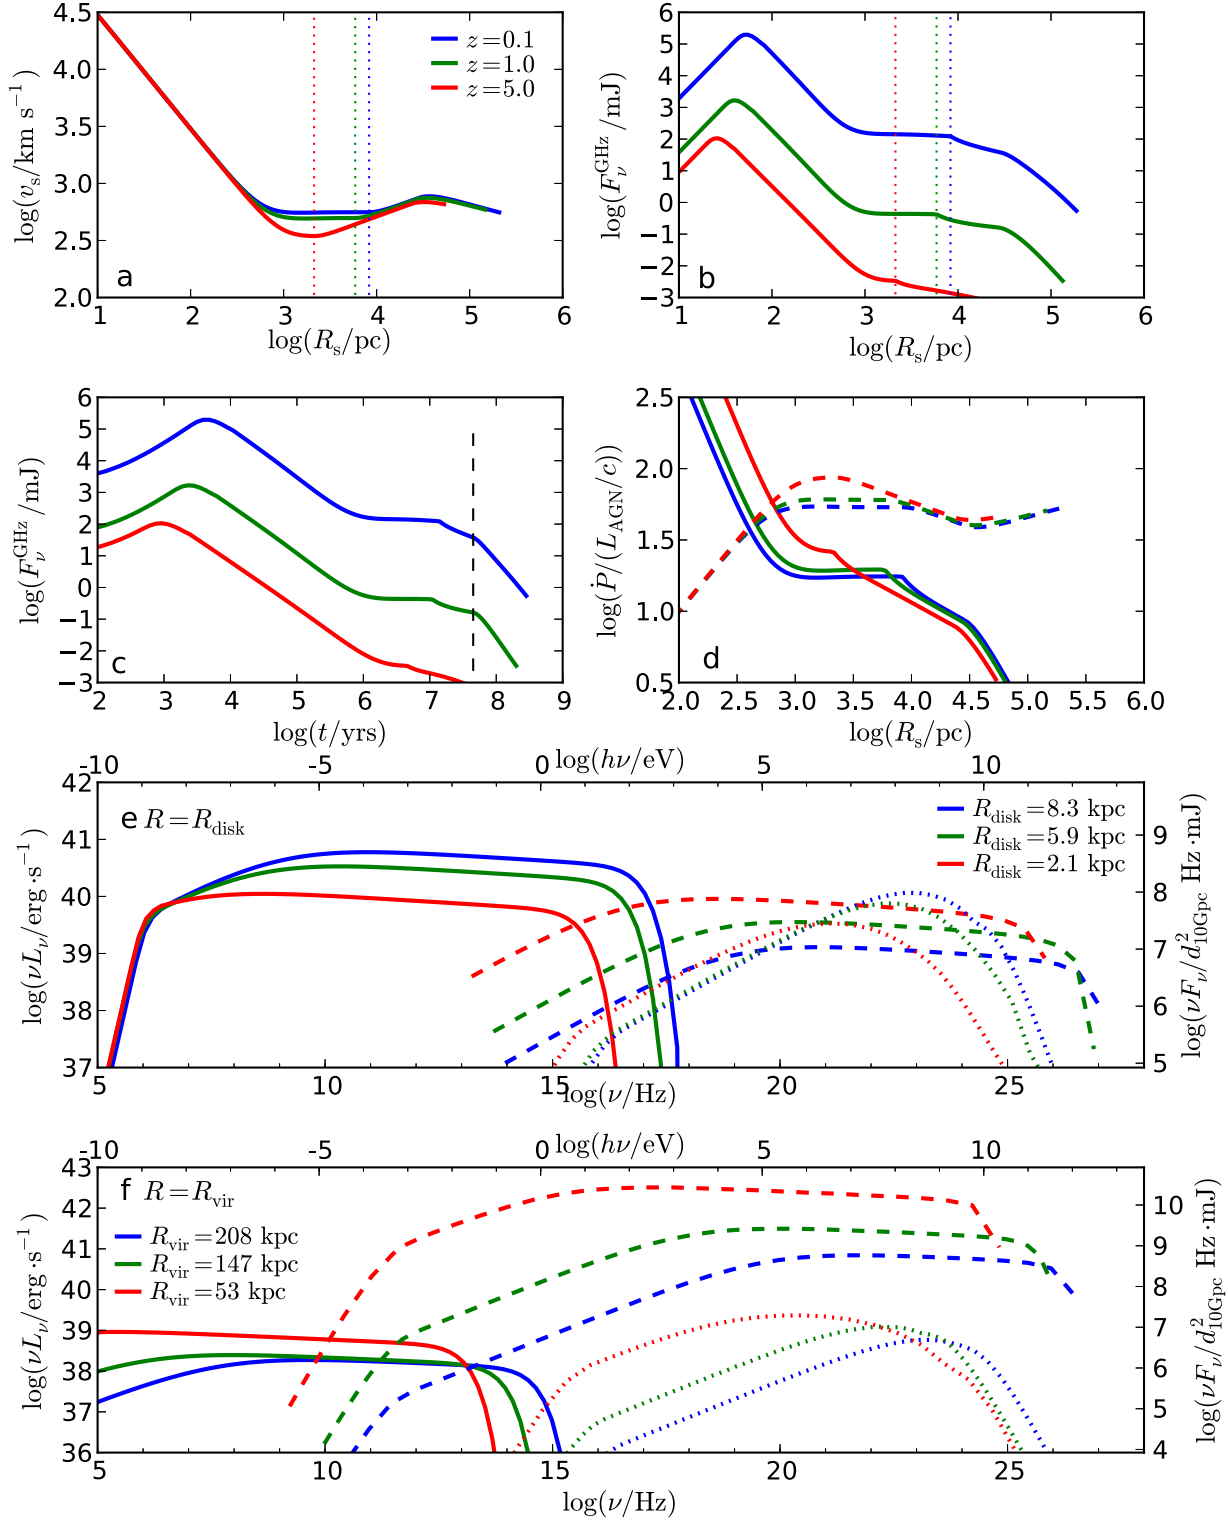 4.5
4.0
3.5
3.0
2.5
2.0
log(v_s/km s⁻¹)
z=0.1
z=1.0
z=5.0
a
1 2 3 4 5 6
log(R_s/pc)
6
5
4
3
2
1
0
−1
−2
−3
log(F_ν^GHz/mJ)
b
1 2 3 4 5 6
log(R_s/pc)
6
5
4
3
2
1
0
−1
−2
−3
log(F_ν^GHz/mJ)
c
2 3 4 5 6 7 8 9
log(t/yrs)
2.5
2.0
1.5
1.0
0.5
log(Ṗ/(L_AGN/c))
d
2.0 2.5 3.0 3.5 4.0 4.5 5.0 5.5 6.0
log(R_s/pc)
log(hν/eV)
-10 -5 0 5 10
42
41
40
39
38
37
log(νL_ν/erg·s⁻¹)
e R=R_disk
R_disk=8.3 kpc
R_disk=5.9 kpc
R_disk=2.1 kpc
9
8
7
6
5
log(νF_ν/d²_10Gpc Hz·mJ)
5 10 15 20 25
log(ν/Hz)
log(hν/eV)
-10 -5 0 5 10
43
42
41
40
39
38
37
36
log(νL_ν/erg·s⁻¹)
f R=R_vir
R_vir=208 kpc
R_vir=147 kpc
R_vir=53 kpc
10
9
8
7
6
5
4
log(νF_ν/d²_10Gpc Hz·mJ)
5 10 15 20 25
log(ν/Hz)